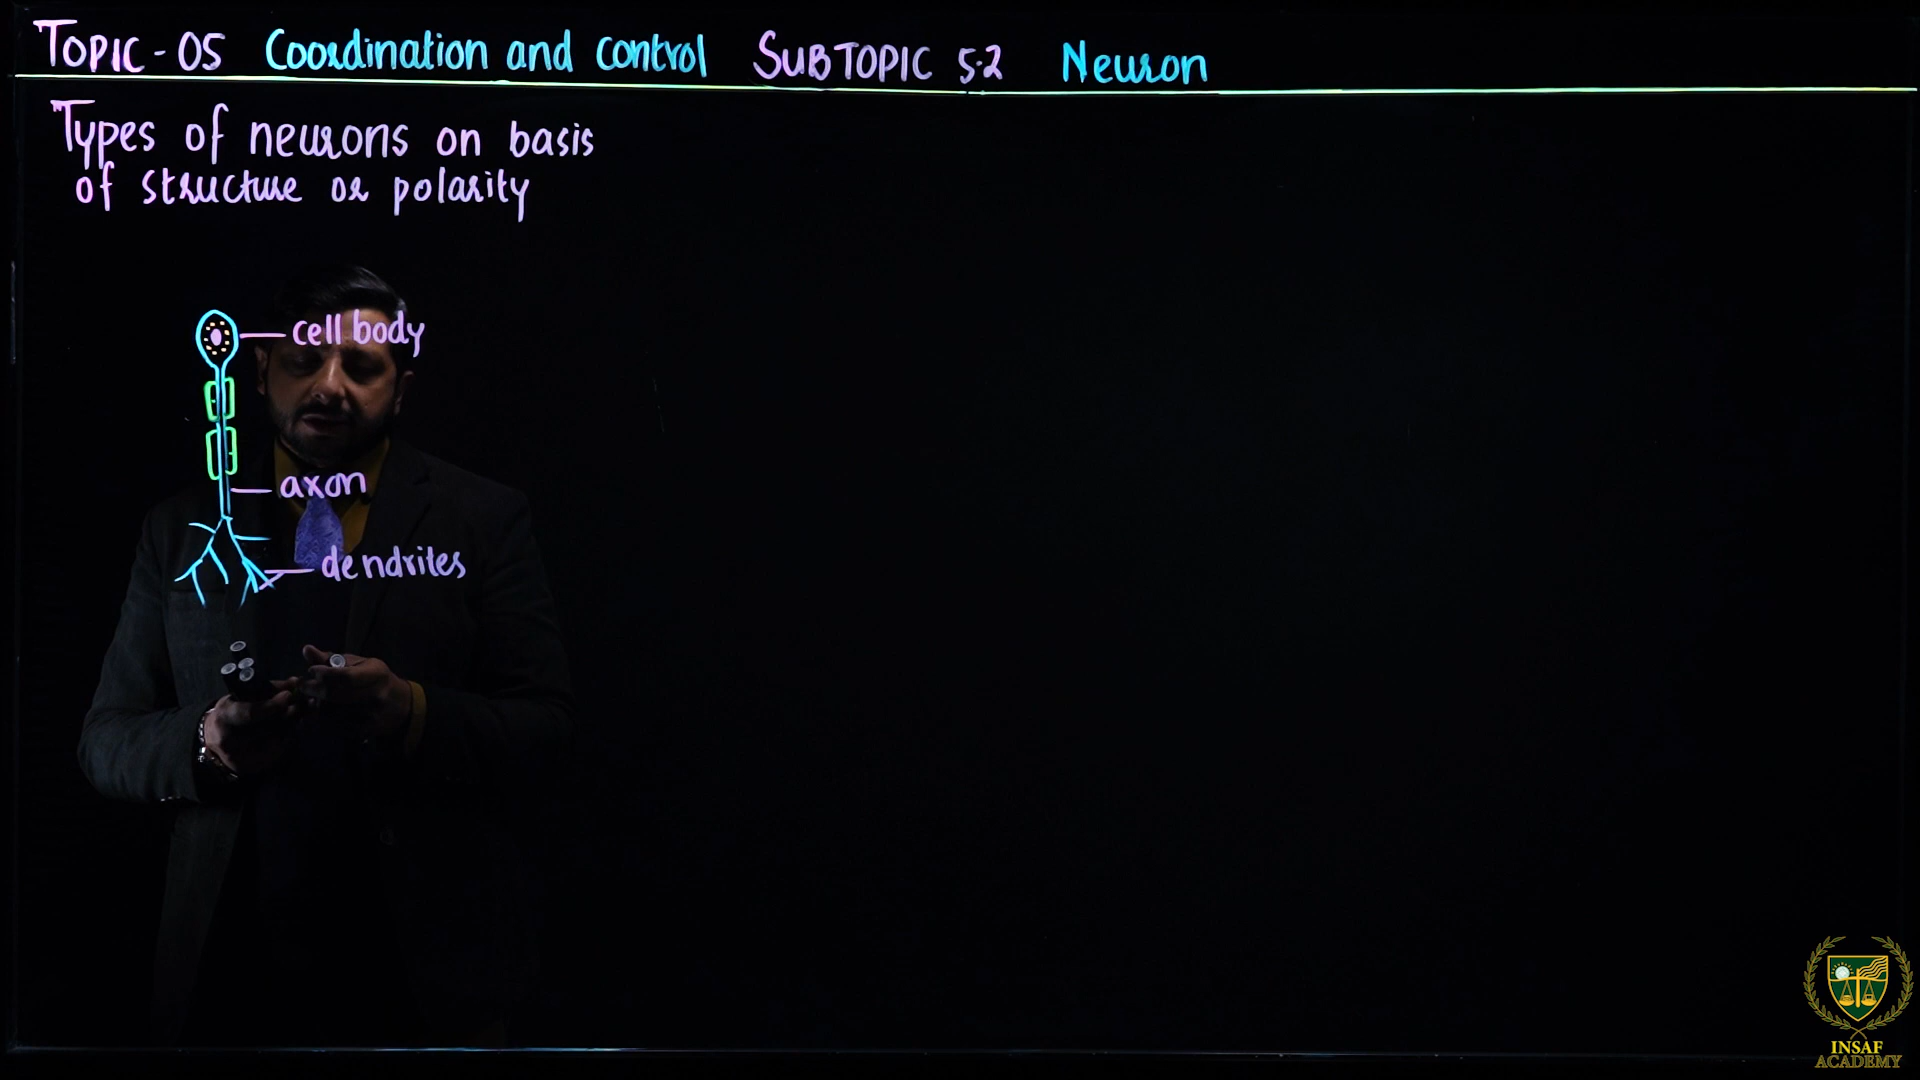 TOPIC - 05 Coordination and control SUBTOPIC 5.2 Neuron
Types of neurons on basis
of structure or polarity
cell body
axon
dendrites
INSAF
ACADEMY